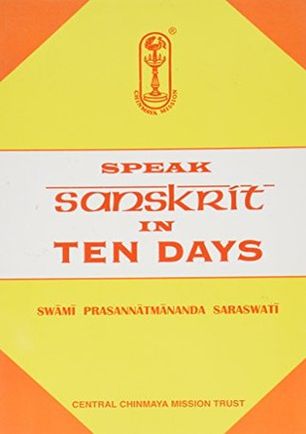 CHINMAYA MISSION
®
SPEAK
Sanskrit
IN
TEN DAYS
SWĀMĪ PRASANNĀTMĀNANDA SARASWATĪ
CENTRAL CHINMAYA MISSION TRUST